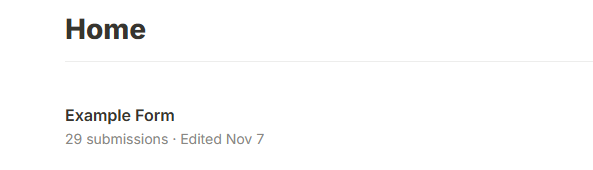 Home
Example Form
29 submissions · Edited Nov 7